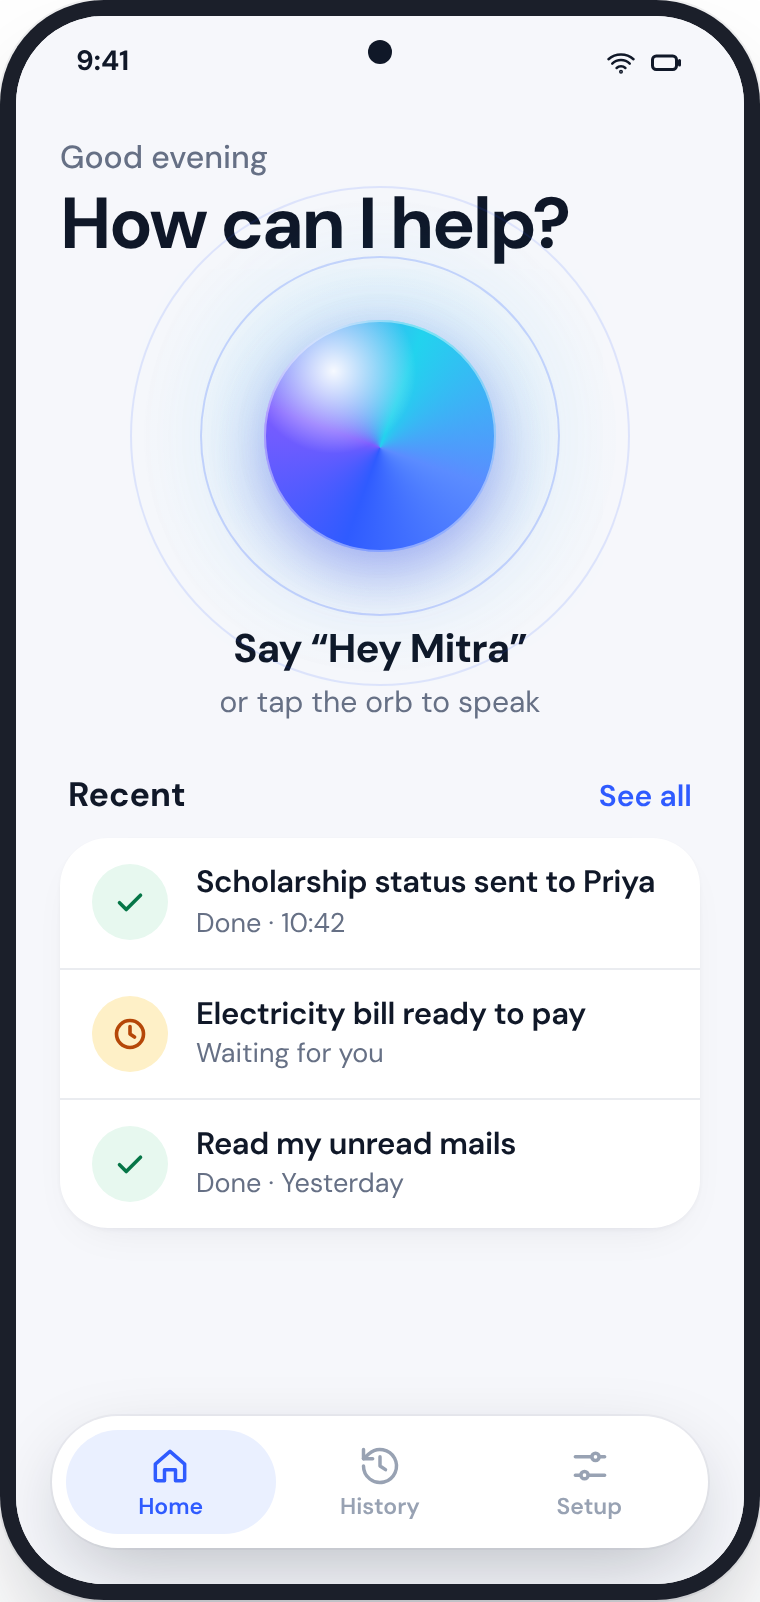 9:41
Good evening
How can I help?
Say “Hey Mitra”
or tap the orb to speak
Recent
See all
Scholarship status sent to Priya
Done · 10:42
Electricity bill ready to pay
Waiting for you
Read my unread mails
Done · Yesterday
Home
History
Setup